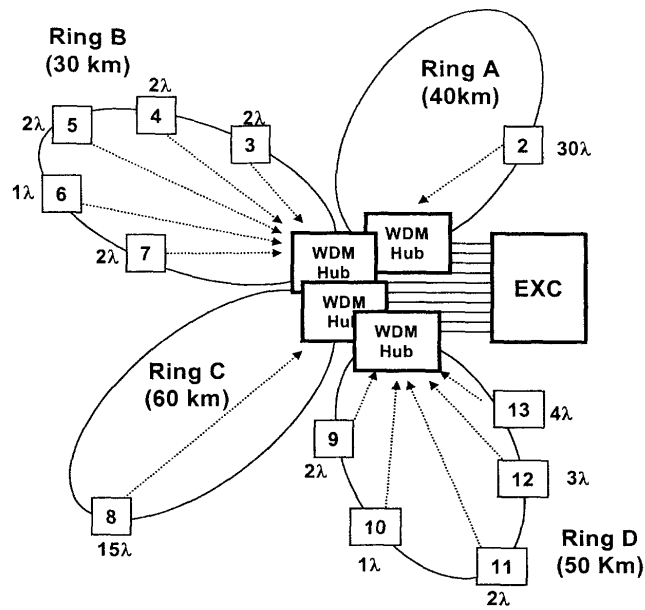 Ring B
(30 km)
Ring A
(40km)
2λ
2λ
2λ
5
4
3
2
30λ
1λ
6
2λ
7
WDM
Hub
WDM
Hub
WDM
Hub
WDM
Hub
EXC
Ring C
(60 km)
8
15λ
9
2λ
10
1λ
11
2λ
12
3λ
13
4λ
Ring D
(50 Km)